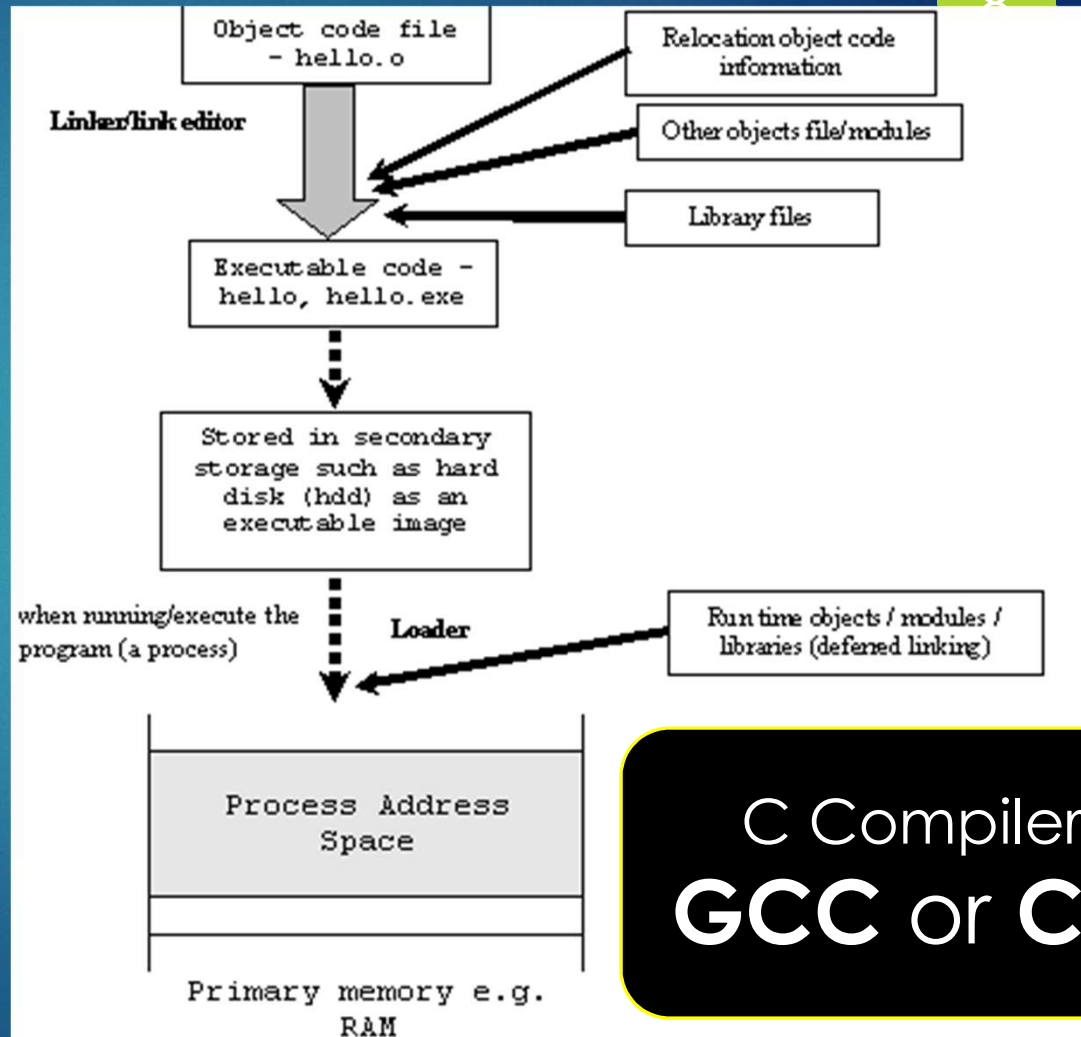 Object code file
- hello.o
Relocation object code
information
Linker/link editor
Other objects file/modules
Library files
Executable code -
hello, hello.exe
Stored in secondary
storage such as hard
disk (hdd) as an
executable image
when running/execute the
program (a process)
Loader
Run time objects / modules /
libraries (deferred linking)
Process Address
Space
C Compiler
GCC or
Primary memory e.g.
RAM